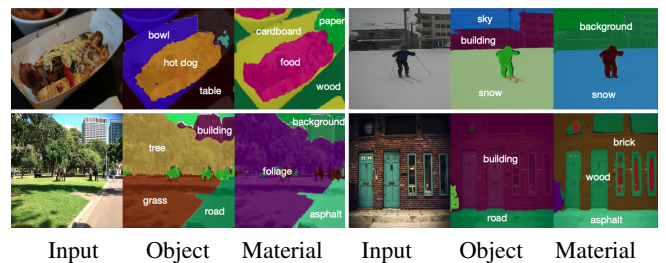 bowl
hot dog
table
cardboard
paper
food
wood
sky
building
snow
background
snow
tree
building
grass
road
background
foliage
asphalt
building
road
brick
wood
asphalt
Input Object Material Input Object Material